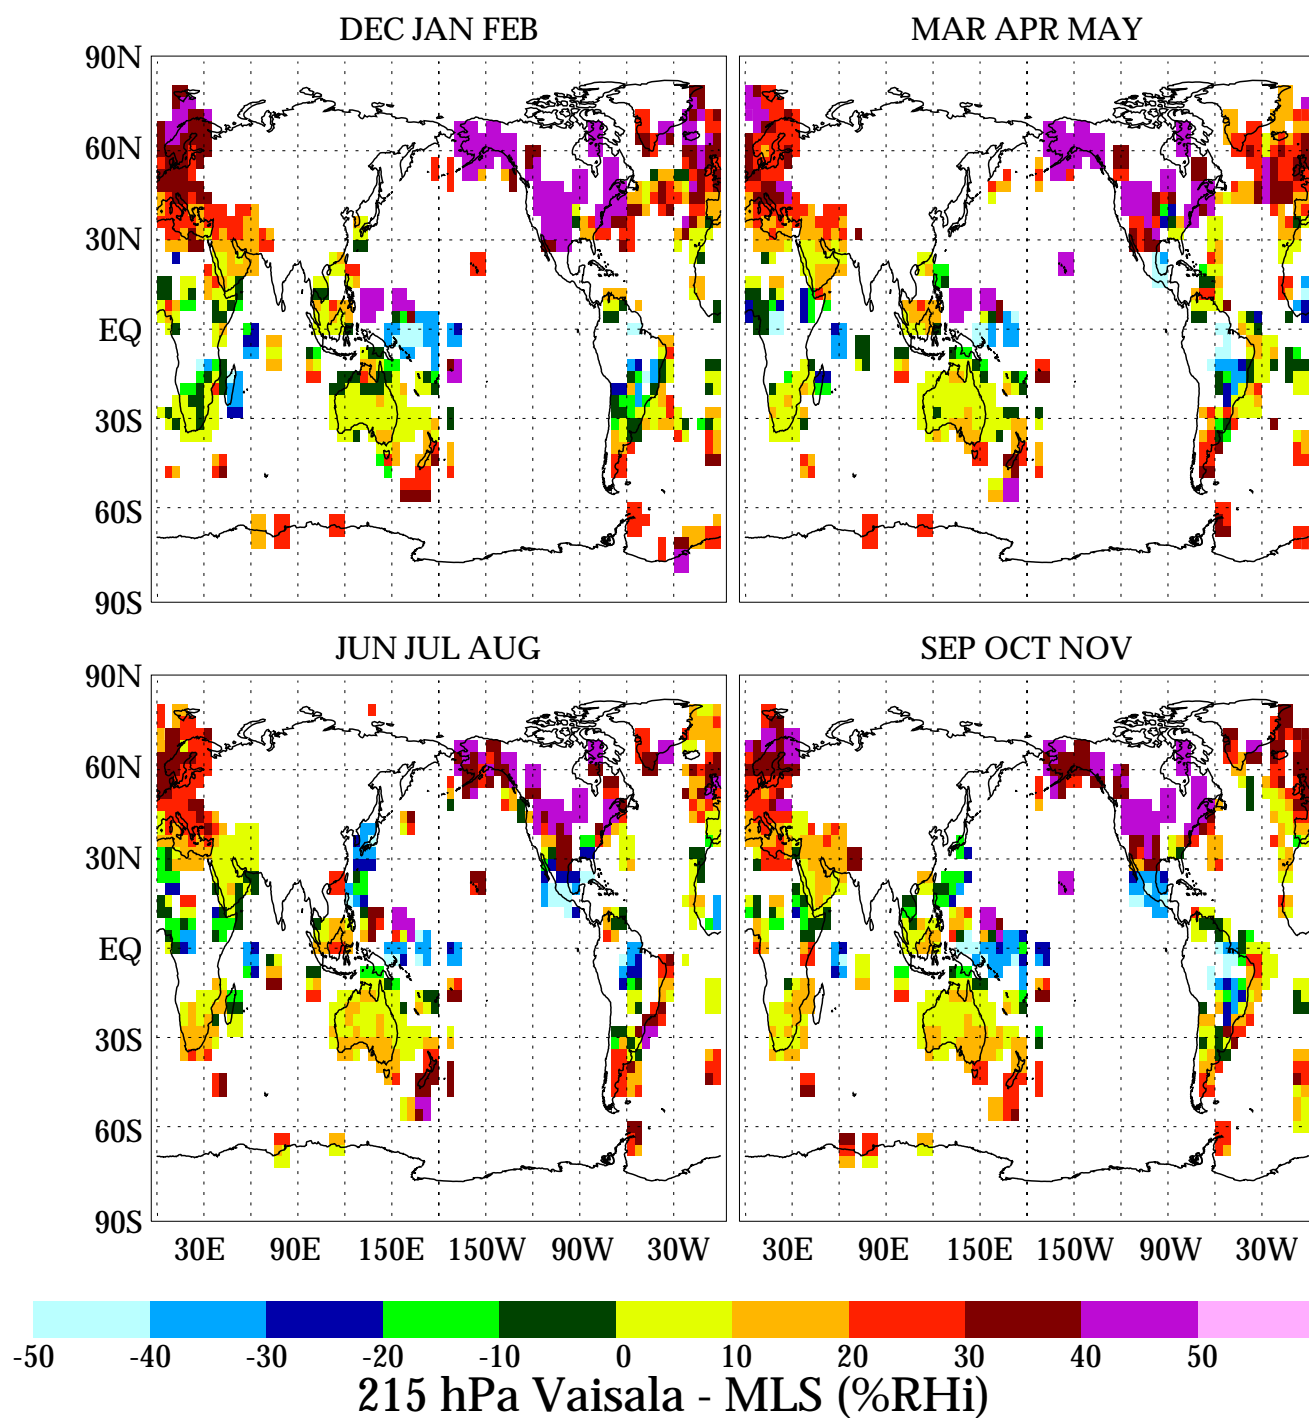 DEC JAN FEB
MAR APR MAY
90N
60N
30N
EQ
30S
60S
90S
JUN JUL AUG
SEP OCT NOV
90N
60N
30N
EQ
30S
60S
90S
30E 90E 150E 150W 90W 30W
30E 90E 150E 150W 90W 30W
-50 -40 -30 -20 -10 0 10 20 30 40 50
215 hPa Vaisala - MLS (%RHi)